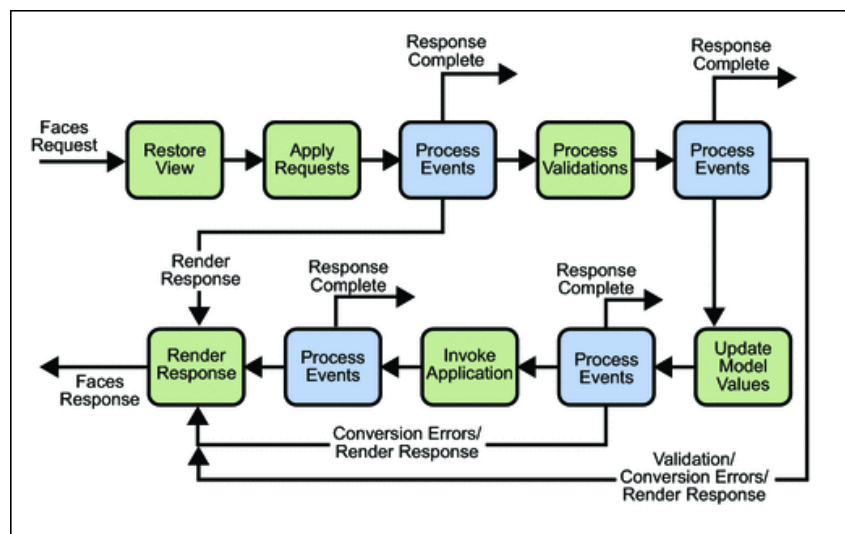 Response
Complete
Response
Complete
Faces
Request
Restore
View
Apply
Requests
Process
Events
Process
Validations
Process
Events
Render
Response
Response
Complete
Response
Complete
Render
Response
Process
Events
Invoke
Application
Process
Events
Update
Model
Values
Faces
Response
Conversion Errors/
Render Response
Validation/
Conversion Errors/
Render Response